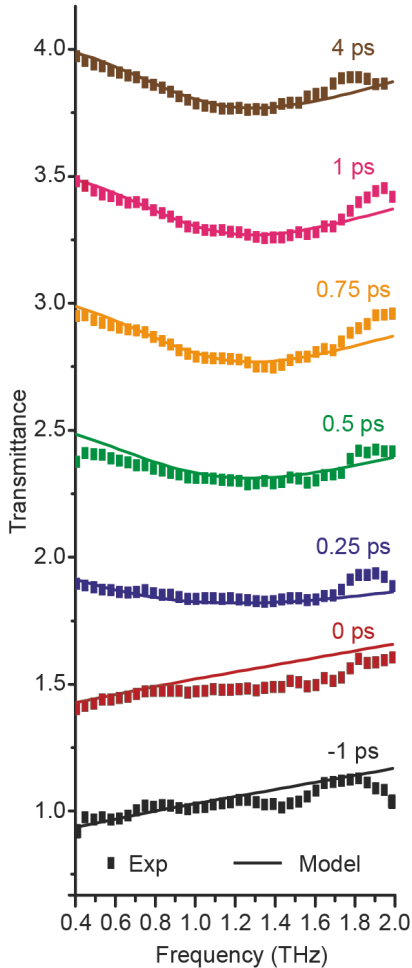 4.0
4 ps
3.5
1 ps
3.0
0.75 ps
2.5
0.5 ps
Transmittance
2.0
0.25 ps
0 ps
1.5
-1 ps
1.0
Exp
Model
0.4 0.6 0.8 1.0 1.2 1.4 1.6 1.8 2.0
Frequency (THz)